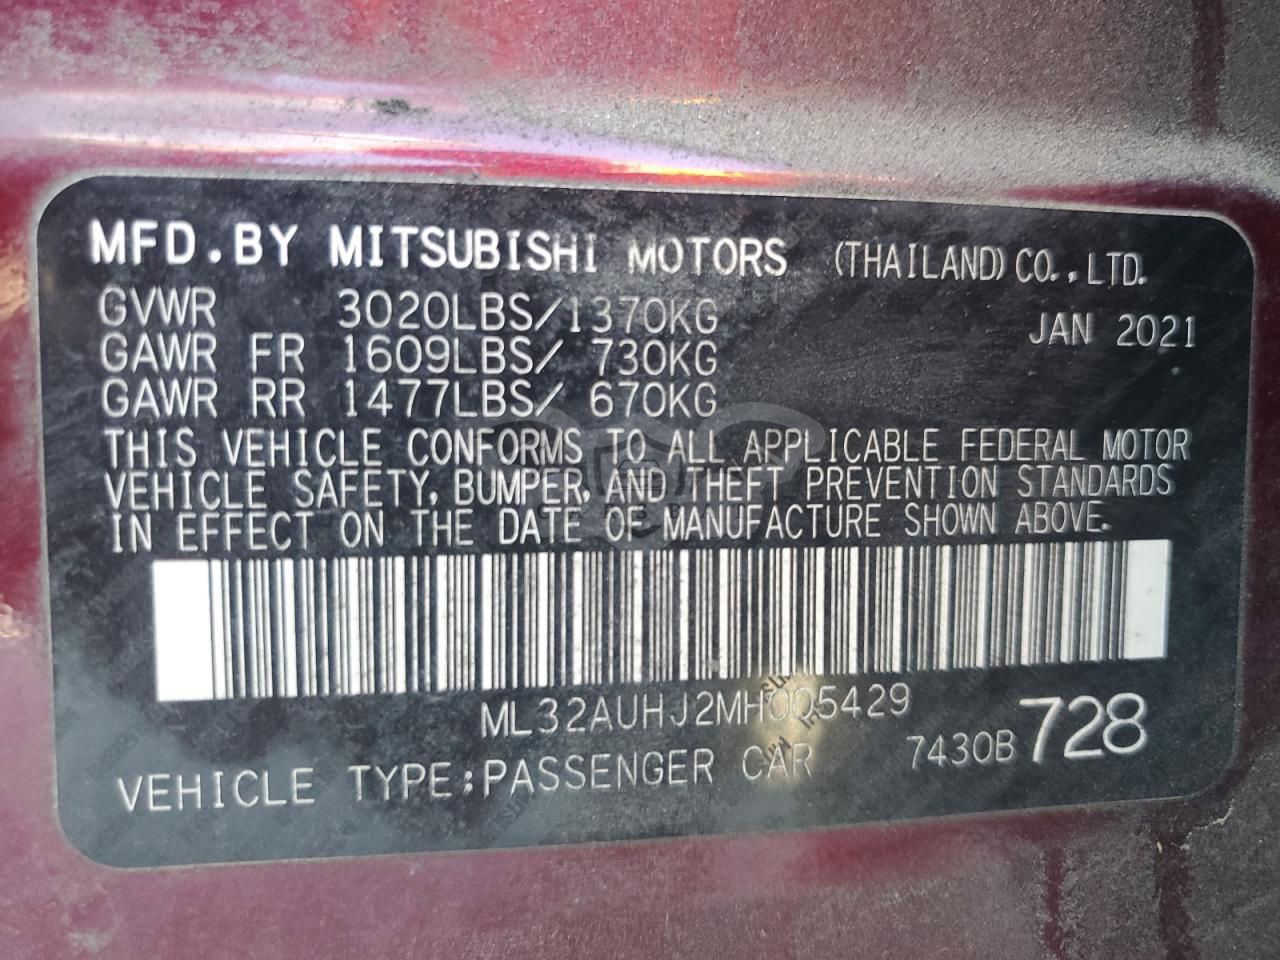 MFD.BY MITSUBISHI MOTORS (THAILAND) CO.,LTD.
GVWR 3020LBS/1370KG JAN 2021
GAWR FR 1609LBS/ 730KG
GAWR RR 1477LBS/ 670KG
THIS VEHICLE CONFORMS TO ALL APPLICABLE FEDERAL MOTOR
VEHICLE SAFETY, BUMPER, AND THEFT PREVENTION STANDARDS
IN EFFECT ON THE DATE OF MANUFACTURE SHOWN ABOVE.
ML32AUHJ2MH005429
VEHICLE TYPE:PASSENGER CAR 7430B 728